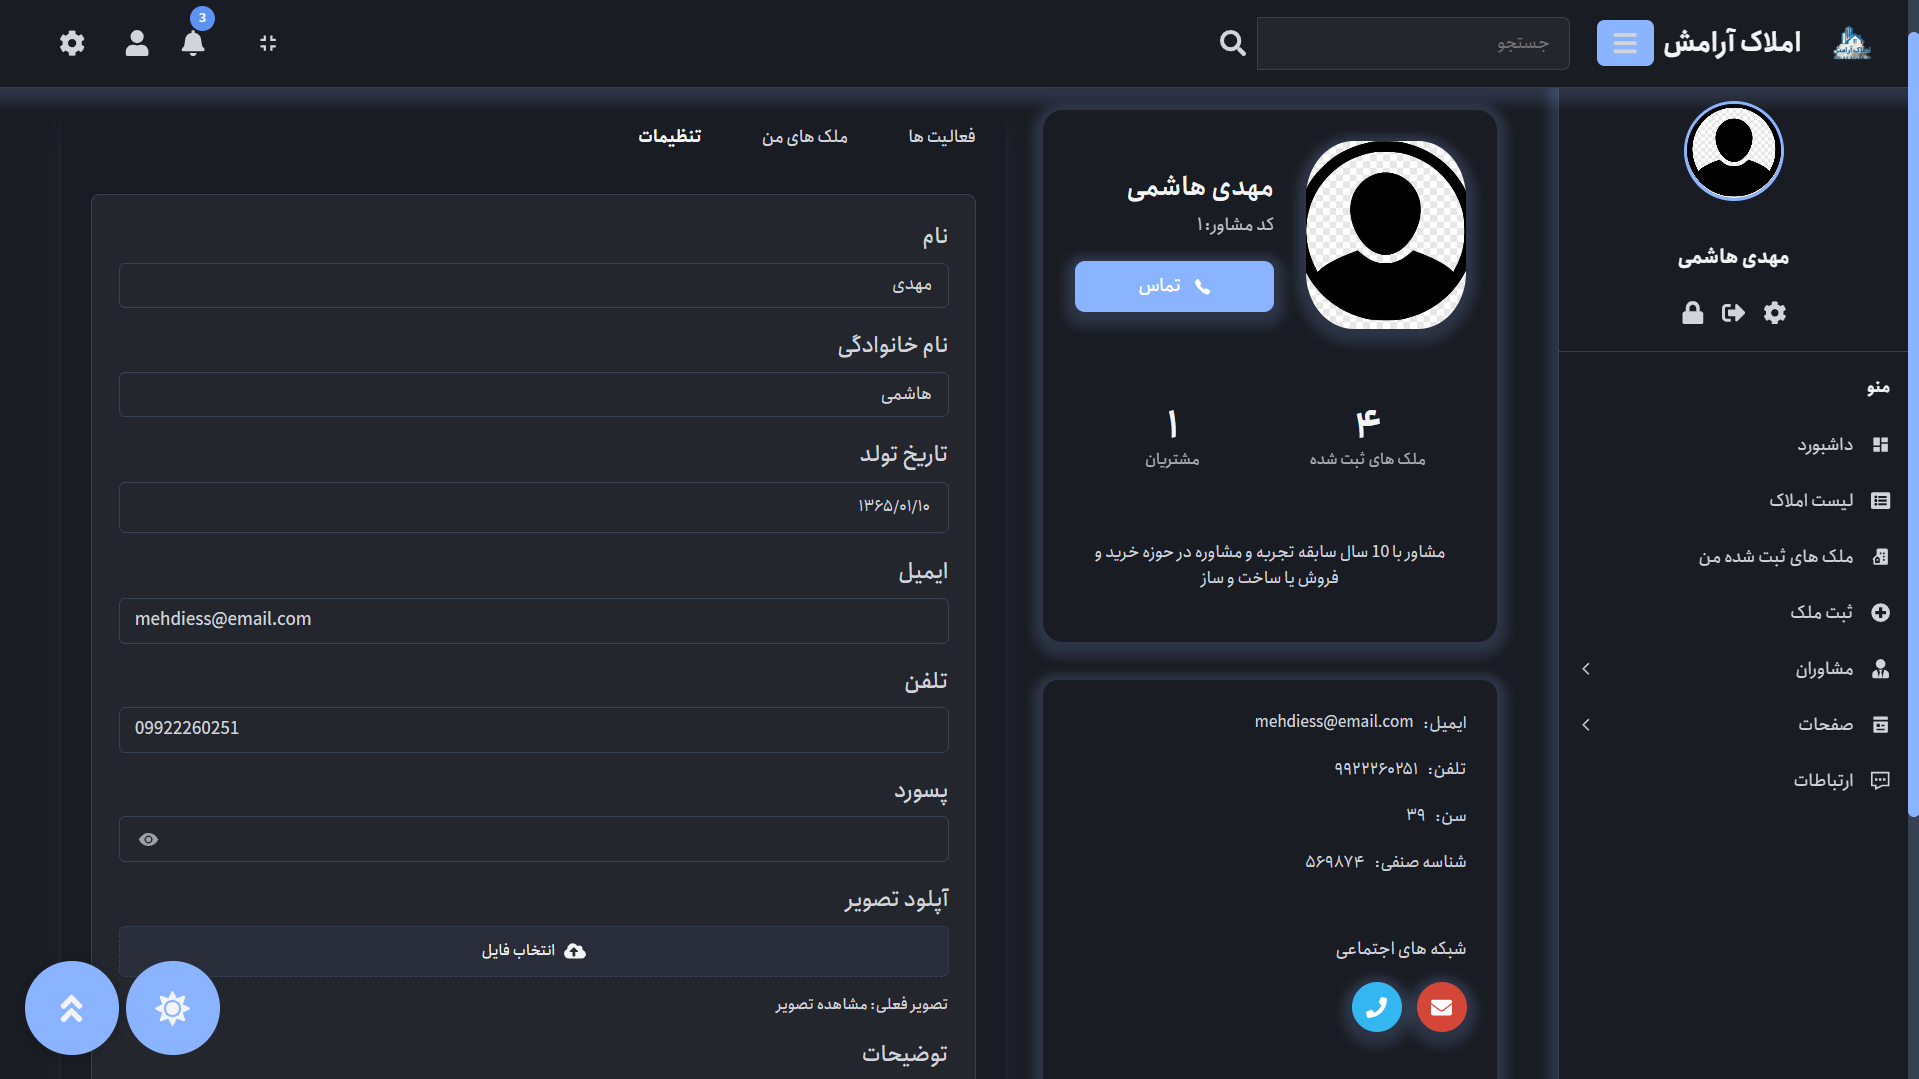 املاک آرامش
جستجو
3
مهدی هاشمی
منو
داشبورد
لیست املاک
ملک های ثبت شده من
ثبت ملک
مشاوران
صفحات
ارتباطات
مهدی هاشمی
کد مشاور: ۱
تماس
۴
ملک های ثبت شده
۱
مشتریان
مشاور با 10 سال سابقه تجربه و مشاوره در حوزه خرید و
فروش یا ساخت و ساز
ایمیل: mehdiess@email.com
تلفن: ۹۹۲۲۲۶۰۲۵۱
سن: ۳۹
شناسه صنفی: ۵۶۹۸۷۴
شبکه های اجتماعی
فعالیت ها
ملک های من
تنظیمات
نام
مهدی
نام خانوادگی
هاشمی
تاریخ تولد
۱۳۶۵/۰۱/۱۰
ایمیل
mehdiess@email.com
تلفن
09922260251
پسورد
آپلود تصویر
انتخاب فایل
تصویر فعلی: مشاهده تصویر
توضیحات